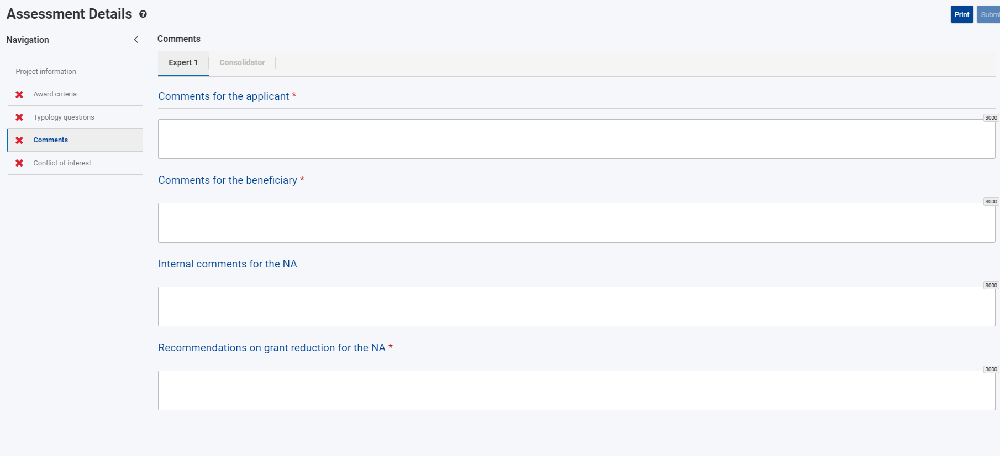 Assessment Details
Print
Submi
Navigation
Project information
Award criteria
Typology questions
Comments
Conflict of interest
Comments
Expert 1
Consolidator
Comments for the applicant *
3000
Comments for the beneficiary *
3000
Internal comments for the NA
3000
Recommendations on grant reduction for the NA *
3000